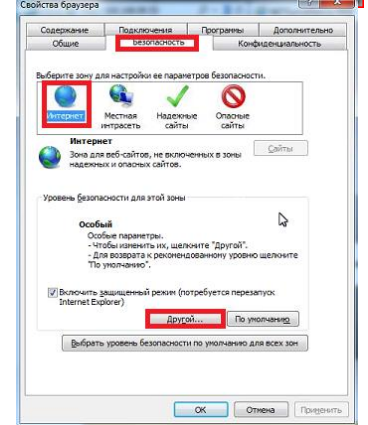 Свойства браузера
Содержание Подключения Программы Дополнительно
Общие Безопасность Конфиденциальность
Выберите зону для настройки ее параметров безопасности.
Интернет Местная интрасеть Надежные сайты Опасные сайты
Интернет
Зона для веб-сайтов, не включенных в зоны
надежных и опасных сайтов.
Сайты
Уровень безопасности для этой зоны
Особый
Особые параметры.
- Чтобы изменить их, щелкните "Другой".
- Для возврата к рекомендованному уровню щелкните
"По умолчанию".
Включить защищенный режим (потребуется перезапуск
Internet Explorer)
Другой... По умолчанию
Выбрать уровень безопасности по умолчанию для всех зон
ОК Отмена Применить